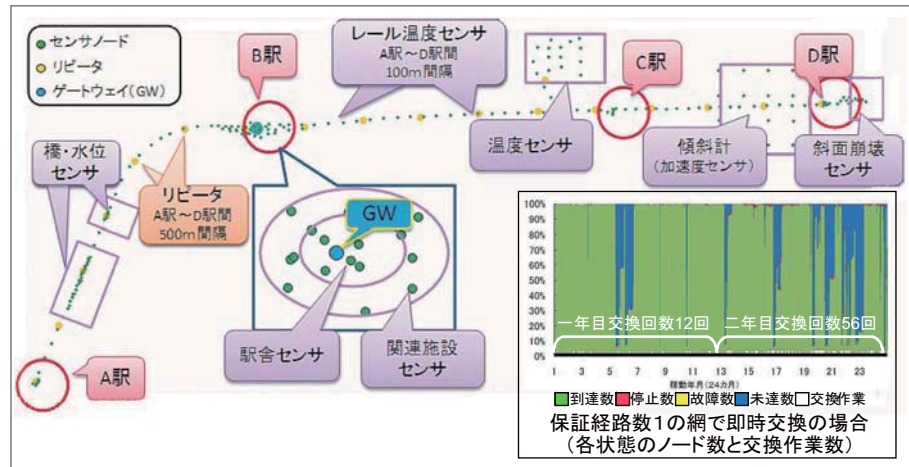 センサノード
リピータ
ゲートウェイ(GW)
B駅
レール温度センサ
A駅～D駅間
100m間隔
C駅
D駅
橋・水位
センサ
リピータ
A駅～D駅間
500m間隔
温度センサ
傾斜計
(加速度センサ)
斜面崩壊
センサ
GW
駅舎センサ
関連施設
センサ
A駅
100%
90%
80%
70%
60%
50%
40%
30%
20%
10%
0%
一年目交換回数12回
二年目交換回数56回
1 3 5 7 9 11 13 15 17 19 21 23
稼動年月(24カ月)
到達数 停止数 故障数 未達数 交換作業
保証経路数1の網で即時交換の場合
(各状態のノード数と交換作業数)